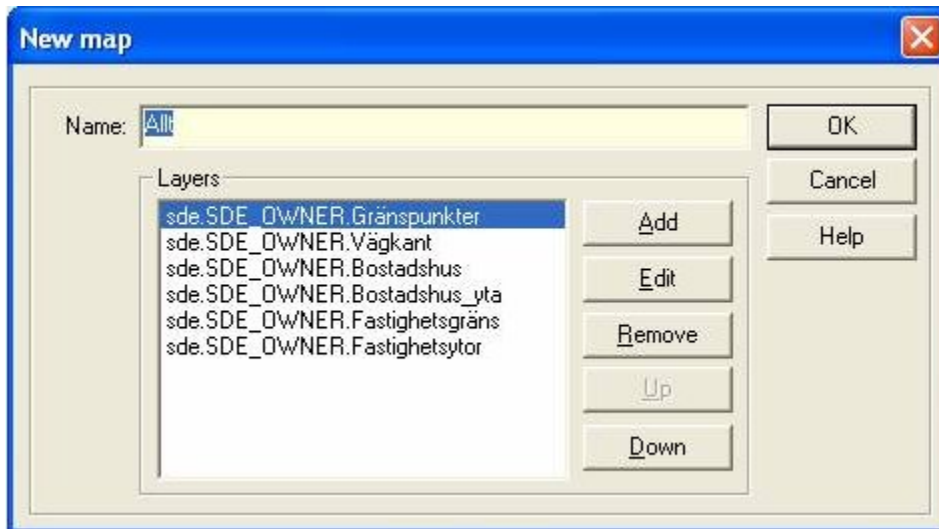 New map
Name: Allt
OK
Cancel
Help
Layers
sde.SDE_OWNER.Gränspunkter
sde.SDE_OWNER.Vägkant
sde.SDE_OWNER.Bostadshus
sde.SDE_OWNER.Bostadshus_yta
sde.SDE_OWNER.Fastighetsgräns
sde.SDE_OWNER.Fastighetsytor
Add
Edit
Remove
Up
Down